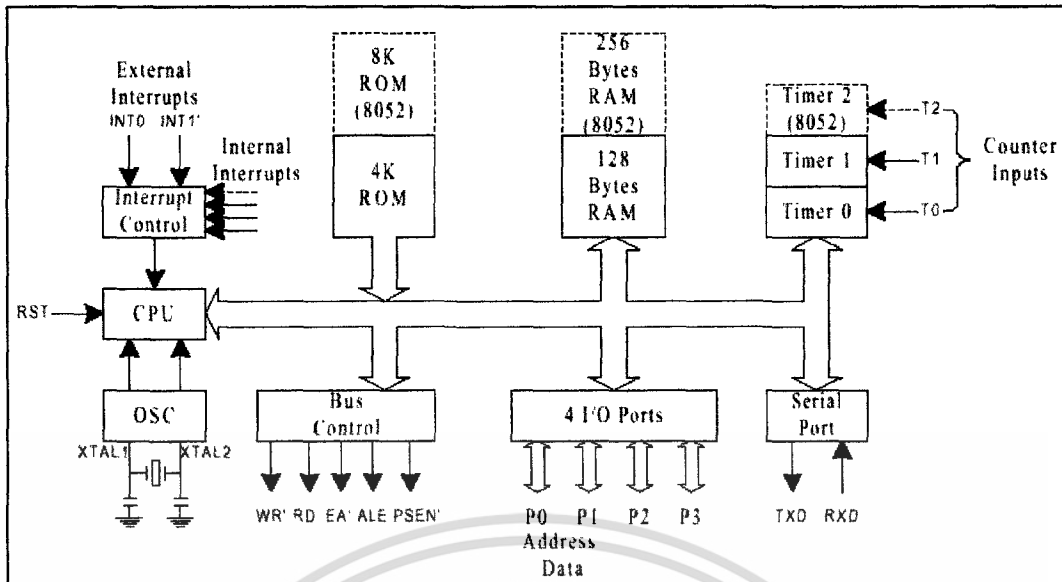 External
Interrupts
INT0 INT1'
Internal
Interrupts
Interrupt
Control
8K
ROM
(8052)
4K
ROM
256
Bytes
RAM
(8052)
128
Bytes
RAM
Timer 2
(8052)
Timer 1
Timer 0
T2
T1
T0
Counter
Inputs
RST
CPU
OSC
XTAL1 XTAL2
Bus
Control
WR' RD EA' ALE PSEN'
4 I/O Ports
P0 P1 P2 P3
Address
Data
Serial
Port
TXD RXD